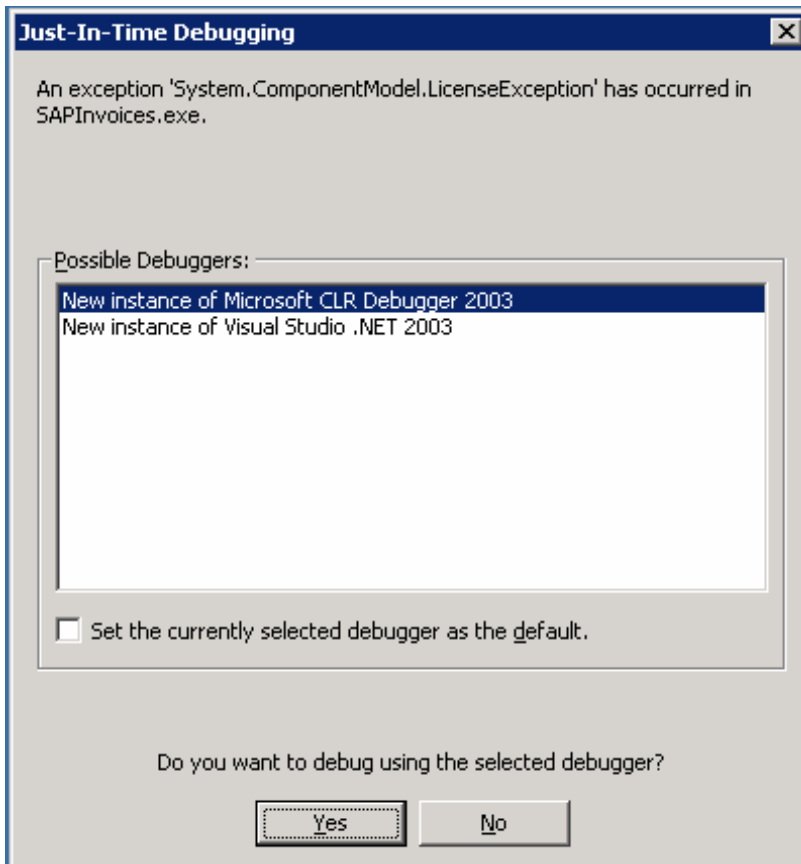 Just-In-Time Debugging
An exception 'System.ComponentModel.LicenseException' has occurred in
SAPInvoices.exe.
Possible Debuggers:
New instance of Microsoft CLR Debugger 2003
New instance of Visual Studio .NET 2003
Set the currently selected debugger as the default.
Do you want to debug using the selected debugger?
Yes
No